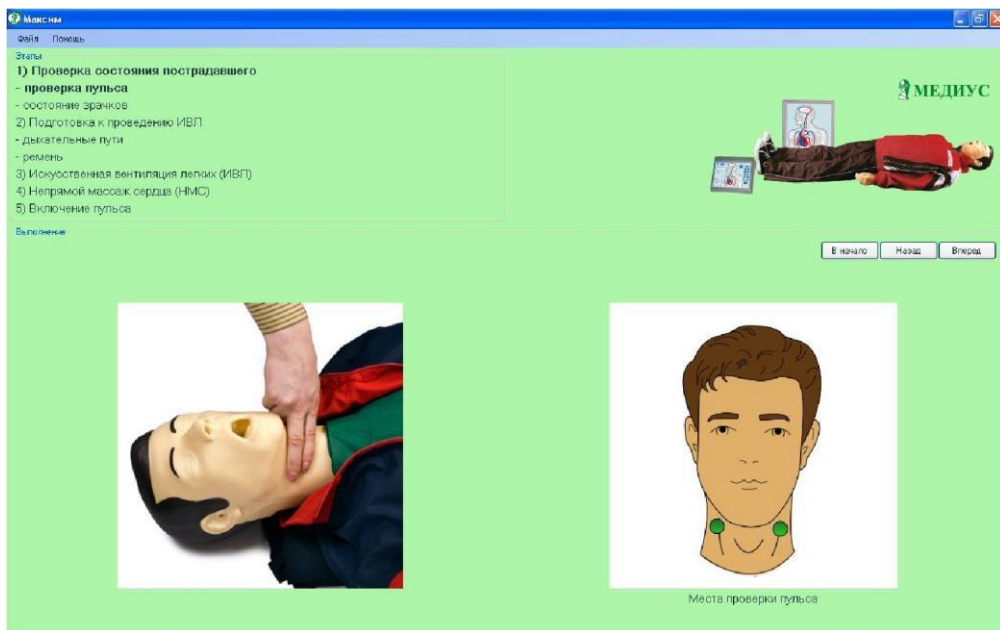 Максим
Файл Помощь
Этапы
1) Проверка состояния пострадавшего
- проверка пульса
- состояние зрачков
2) Подготовка к проведению ИВЛ
- дыхательные пути
- ремень
3) Искусственная вентиляция легких (ИВЛ)
4) Непрямой массаж сердца (НМС)
5) Включение пульса
МЕДИУС
Выполнение
В начало Назад Вперед
Места проверки пульса